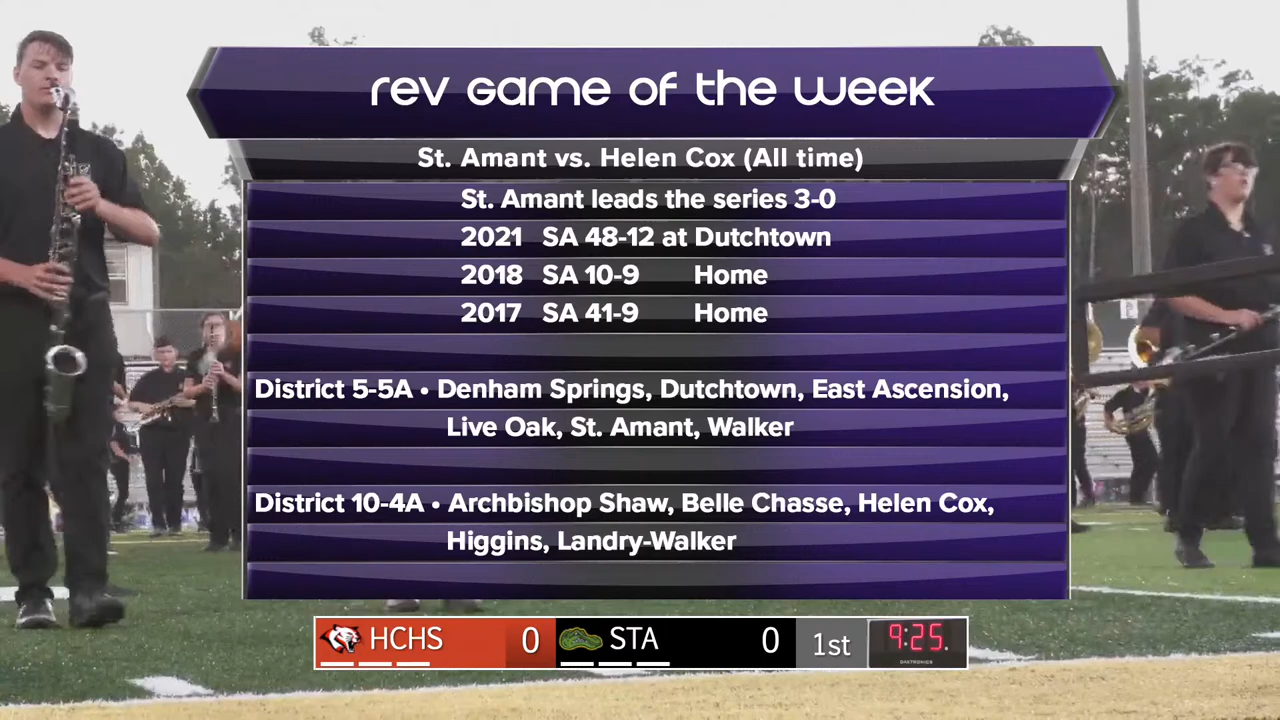 rev game of the week
St. Amant vs. Helen Cox (All time)
St. Amant leads the series 3-0
2021 SA 48-12 at Dutchtown
2018 SA 10-9 Home
2017 SA 41-9 Home
District 5-5A • Denham Springs, Dutchtown, East Ascension,
Live Oak, St. Amant, Walker
District 10-4A • Archbishop Shaw, Belle Chasse, Helen Cox,
Higgins, Landry-Walker
HCHS 0 STA 0 1st 9:25.
DAKTRONICS